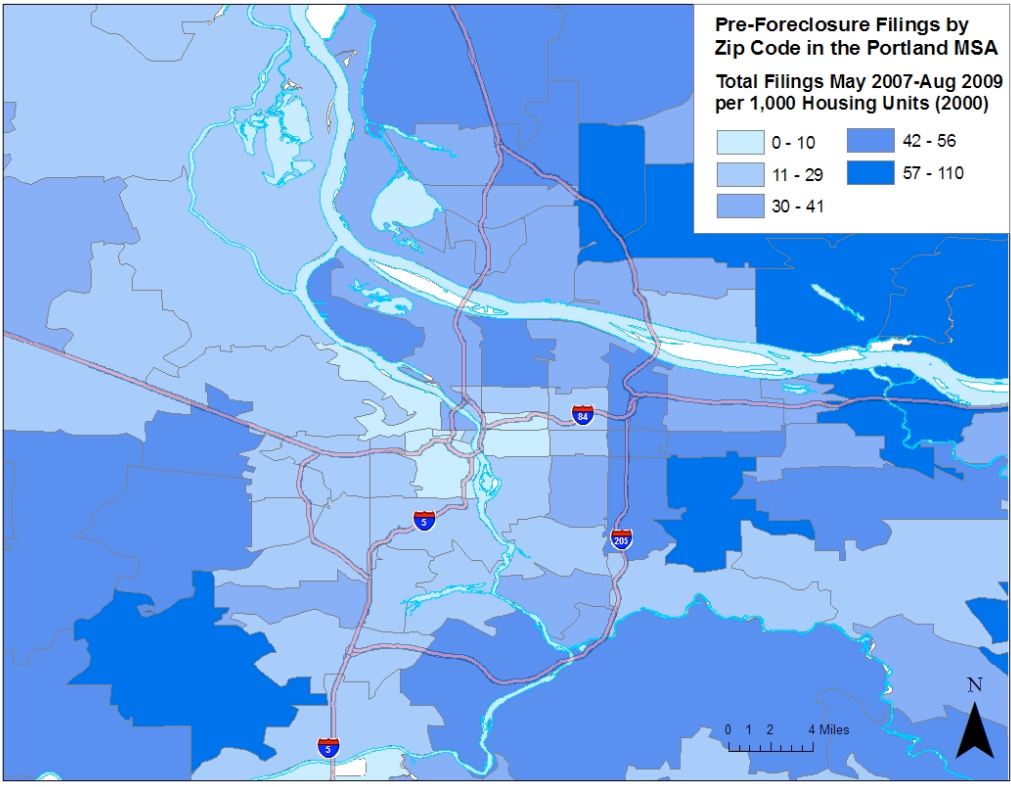 Pre-Foreclosure Filings by
Zip Code in the Portland MSA
Total Filings May 2007-Aug 2009
per 1,000 Housing Units (2000)
0 - 10
42 - 56
11 - 29
57 - 110
30 - 41
84
5
205
N
0 1 2 4 Miles
5